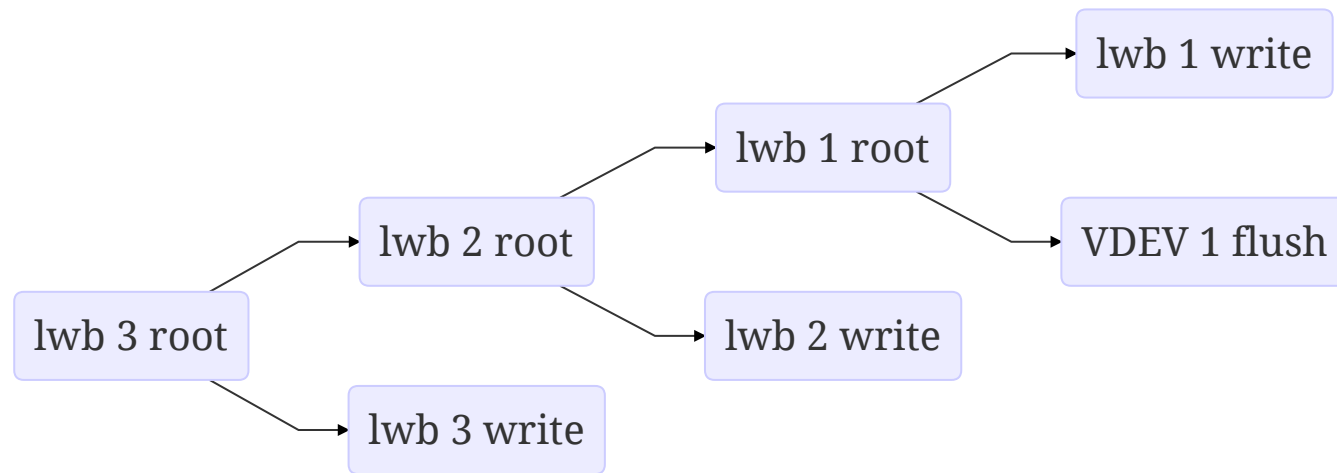 lwb 1 write
lwb 1 root
lwb 2 root
VDEV 1 flush
lwb 3 root
lwb 2 write
lwb 3 write